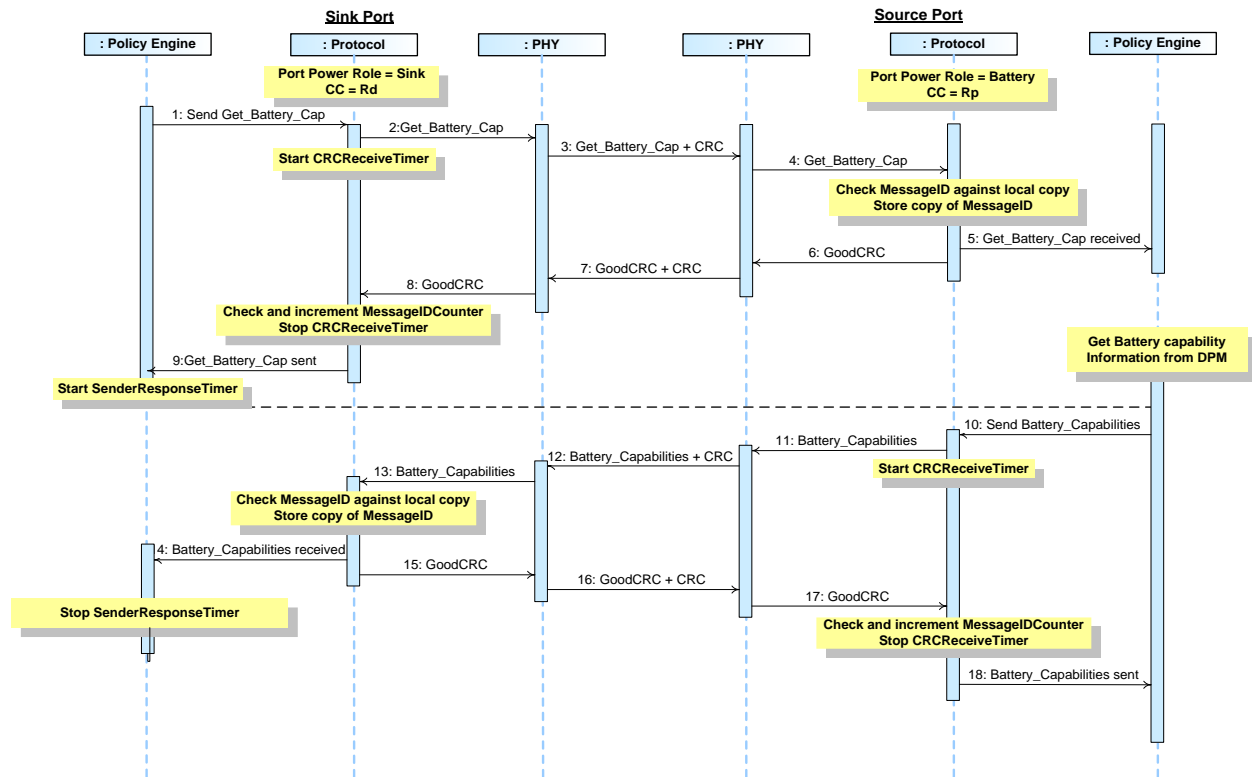 Sink Port
Source Port
: Policy Engine
: Protocol
: PHY
: PHY
: Protocol
: Policy Engine
Port Power Role = Sink
CC = Rd
Port Power Role = Battery
CC = Rp
1: Send Get_Battery_Cap
2:Get_Battery_Cap
Start CRCReceiveTimer
3: Get_Battery_Cap + CRC
4: Get_Battery_Cap
Check MessageID against local copy
Store copy of MessageID
5: Get_Battery_Cap received
6: GoodCRC
7: GoodCRC + CRC
8: GoodCRC
Check and increment MessageIDCounter
Stop CRCReceiveTimer
Get Battery capability
Information from DPM
9:Get_Battery_Cap sent
Start SenderResponseTimer
10: Send Battery_Capabilities
11: Battery_Capabilities
Start CRCReceiveTimer
12: Battery_Capabilities + CRC
13: Battery_Capabilities
Check MessageID against local copy
Store copy of MessageID
4: Battery_Capabilities received
15: GoodCRC
16: GoodCRC + CRC
17: GoodCRC
Stop SenderResponseTimer
Check and increment MessageIDCounter
Stop CRCReceiveTimer
18: Battery_Capabilities sent